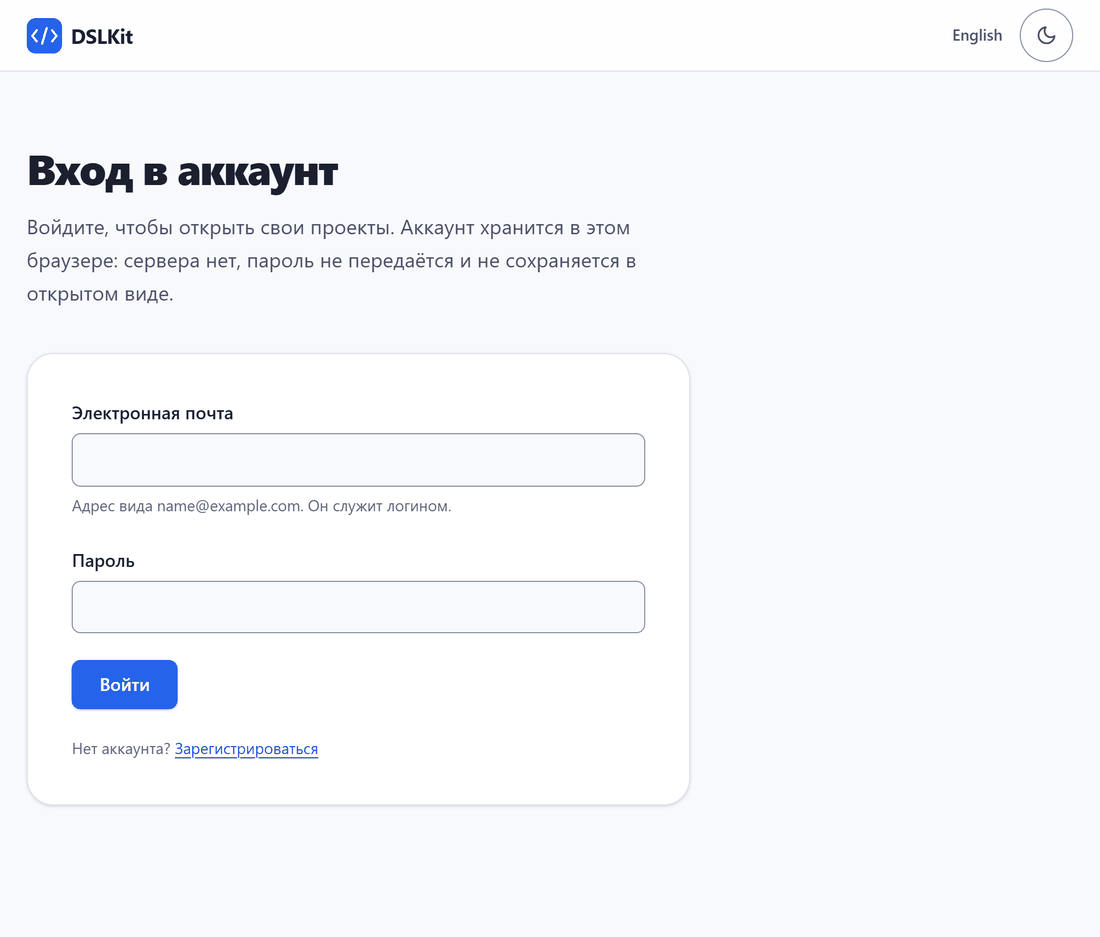 </> DSLKit
English
Вход в аккаунт
Войдите, чтобы открыть свои проекты. Аккаунт хранится в этом
браузере: сервера нет, пароль не передаётся и не сохраняется в
открытом виде.
Электронная почта
Адрес вида name@example.com. Он служит логином.
Пароль
Войти
Нет аккаунта? Зарегистрироваться